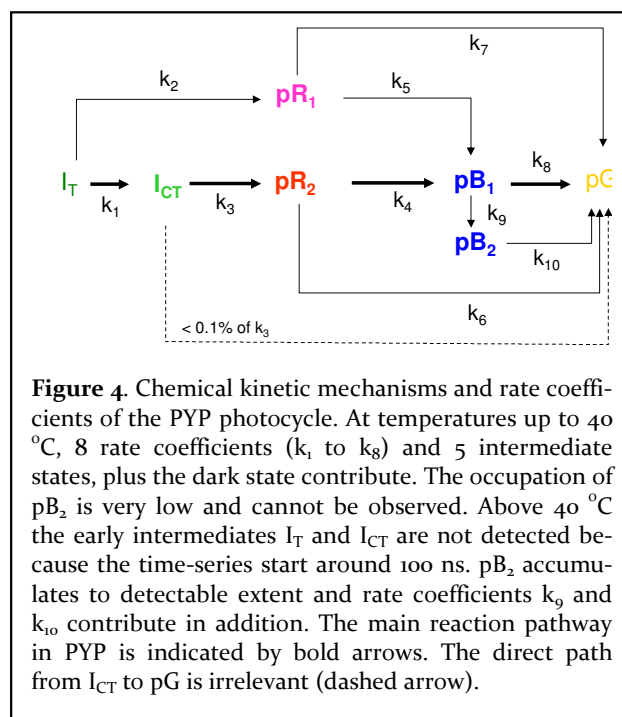 k₇
k₂
pR₁
k₅
I_T
k₁
I_CT
k₃
pR₂
k₄
pB₁
k₈
pG
k₉
pB₂
k₁₀
k₆
< 0.1% of k₃
Figure 4. Chemical kinetic mechanisms and rate coeffi-
cients of the PYP photocycle. At temperatures up to 40
°C, 8 rate coefficients (k₁ to k₈) and 5 intermediate
states, plus the dark state contribute. The occupation of
pB₂ is very low and cannot be observed. Above 40 °C
the early intermediates I_T and I_CT are not detected be-
cause the time-series start around 100 ns. pB₂ accumu-
lates to detectable extent and rate coefficients k₉ and
k₁₀ contribute in addition. The main reaction pathway
in PYP is indicated by bold arrows. The direct path
from I_CT to pG is irrelevant (dashed arrow).